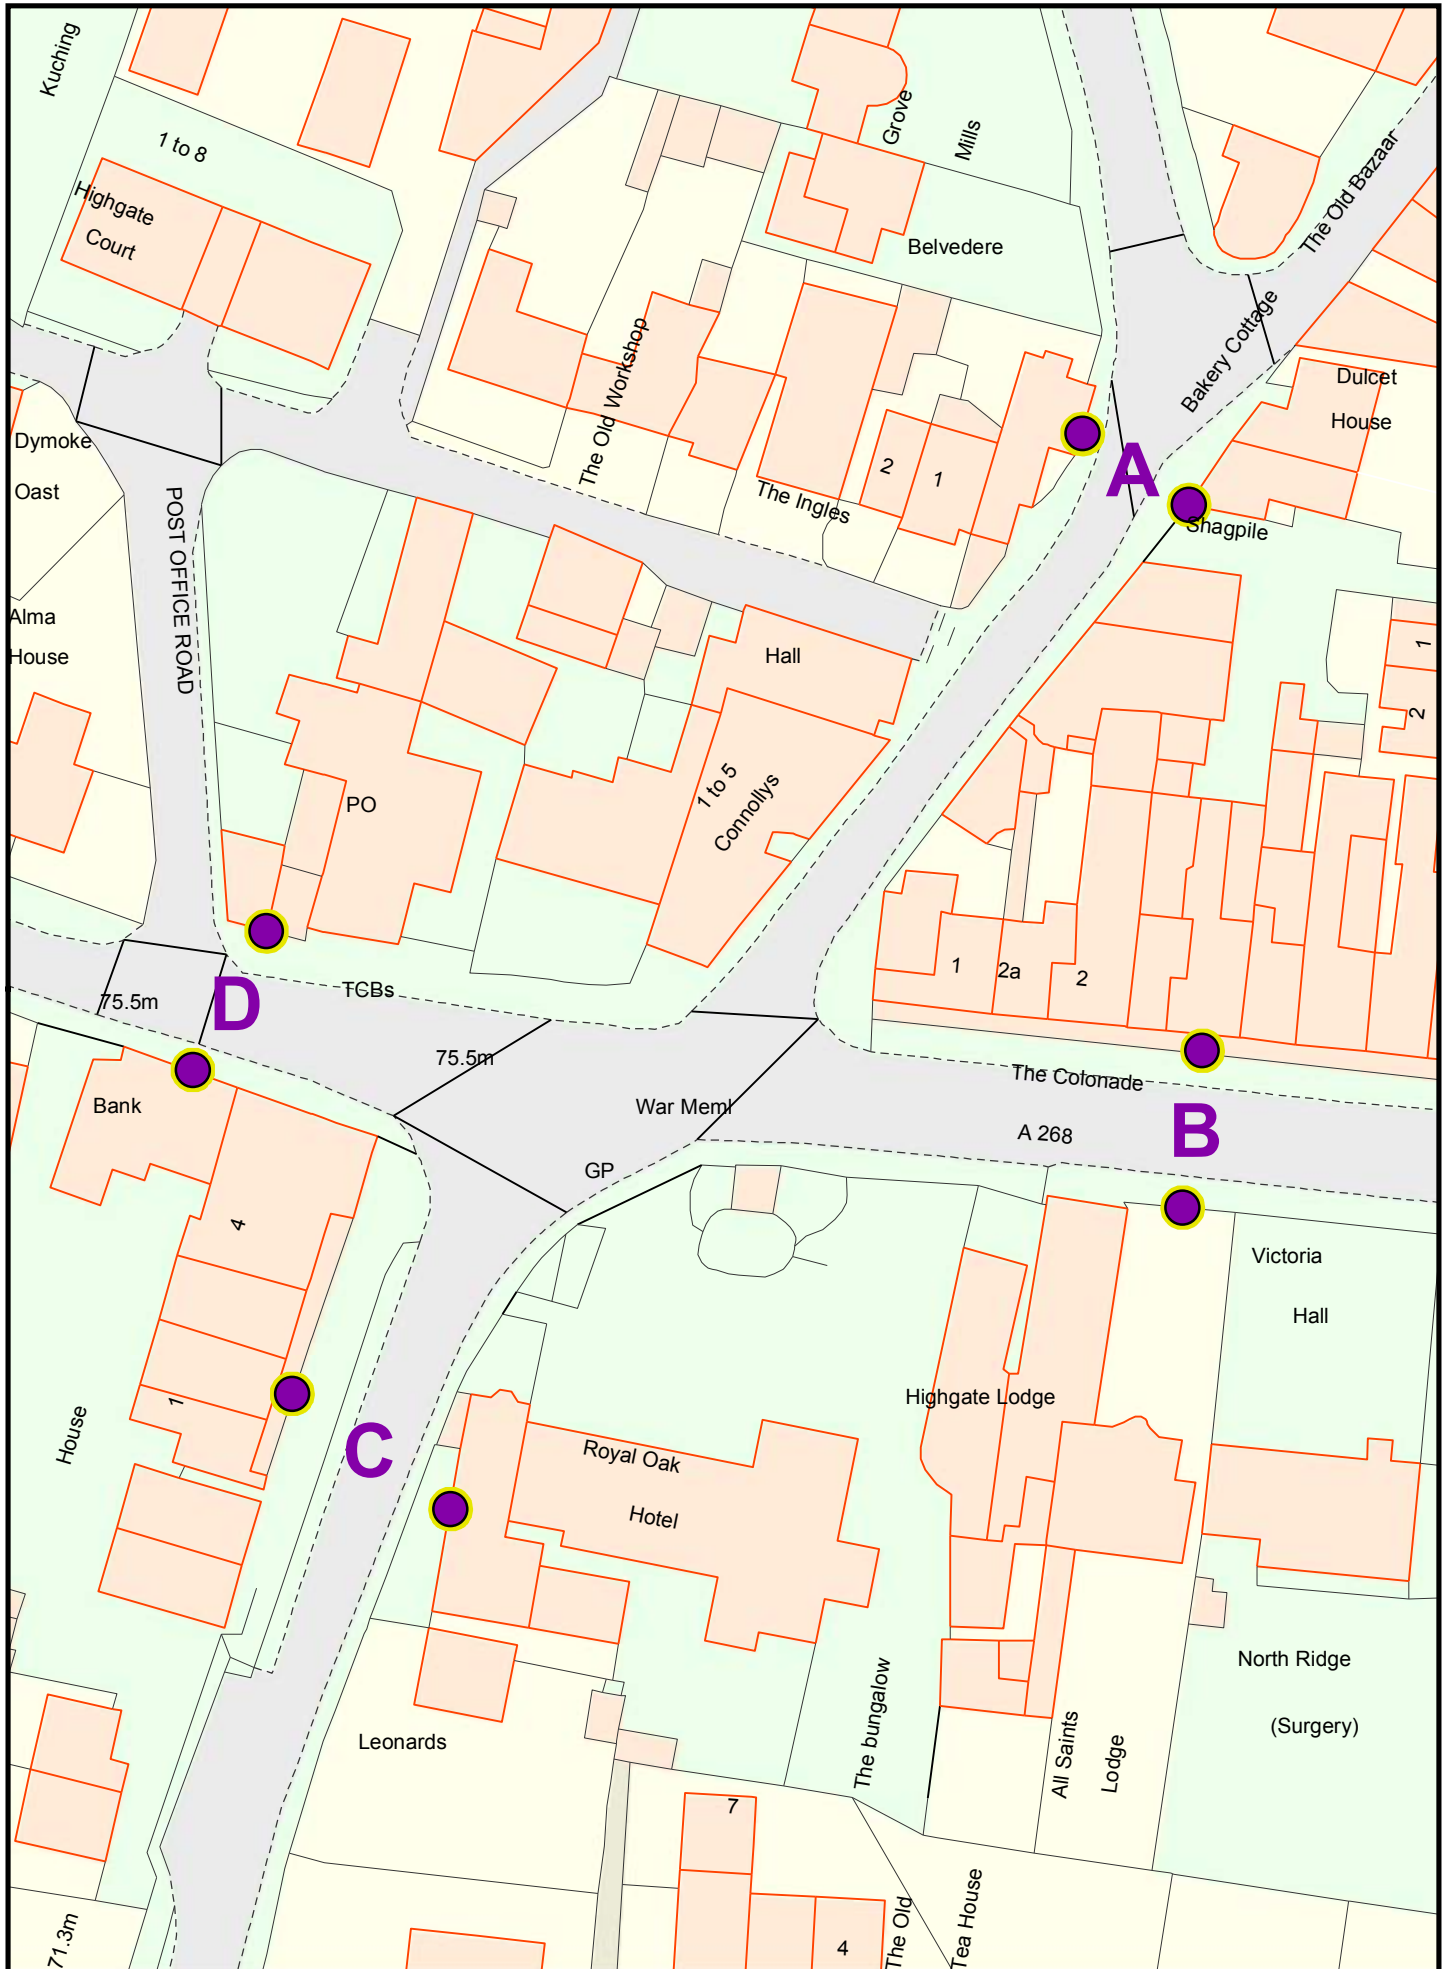 Kuching
1 to 8
Highgate
Court
Grove
Mills
Belvedere
The Old Bazaar
Bakery Cottage
Dulcet
House
The Old Workshop
Dymoke
Oast
POST OFFICE ROAD
2
1
The Ingles
A
Shagpile
Alma
House
Hall
1
2
1 to 5
Connollys
PO
1
2a
2
D
TCBs
75.5m
75.5m
The Colonade
War Meml
A 268
B
Bank
GP
4
Victoria
Hall
1
House
C
Highgate Lodge
Royal Oak
Hotel
North Ridge
(Surgery)
Leonards
The bungalow
All Saints
Lodge
7
4
The Old
Tea House
71.3m